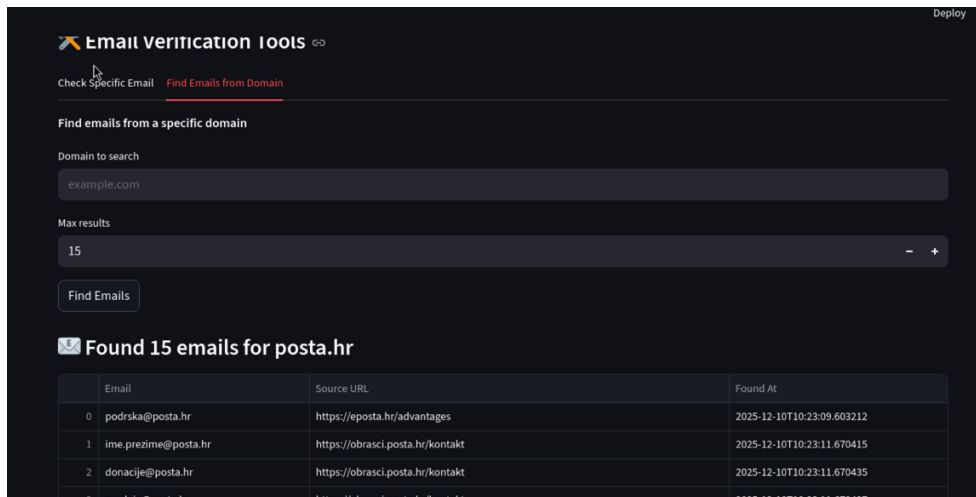 Deploy
Email Verification Tools
Check Specific Email Find Emails from Domain
Find emails from a specific domain
Domain to search
example.com
Max results
15 - +
Find Emails
Found 15 emails for posta.hr
Email Source URL Found At
0 podrska@posta.hr https://eposta.hr/advantages 2025-12-10T10:23:09.603212
1 ime.prezime@posta.hr https://obrasci.posta.hr/kontakt 2025-12-10T10:23:11.670415
2 donacije@posta.hr https://obrasci.posta.hr/kontakt 2025-12-10T10:23:11.670435